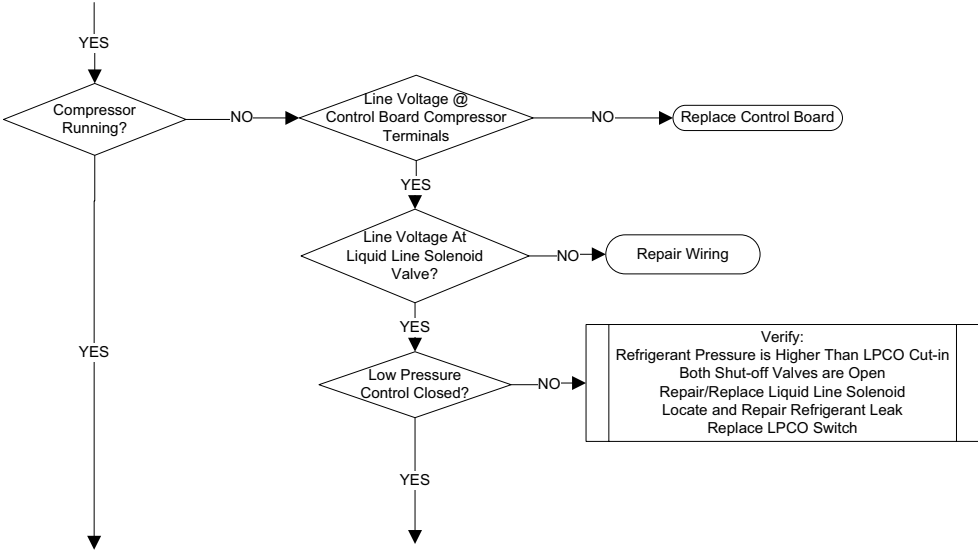 YES
Compressor
Running?
NO
Line Voltage @
Control Board Compressor
Terminals
NO
Replace Control Board
YES
Line Voltage At
Liquid Line Solenoid
Valve?
NO
Repair Wiring
YES
YES
Low Pressure
Control Closed?
NO
Verify:
Refrigerant Pressure is Higher Than LPCO Cut-in
Both Shut-off Valves are Open
Repair/Replace Liquid Line Solenoid
Locate and Repair Refrigerant Leak
Replace LPCO Switch
YES